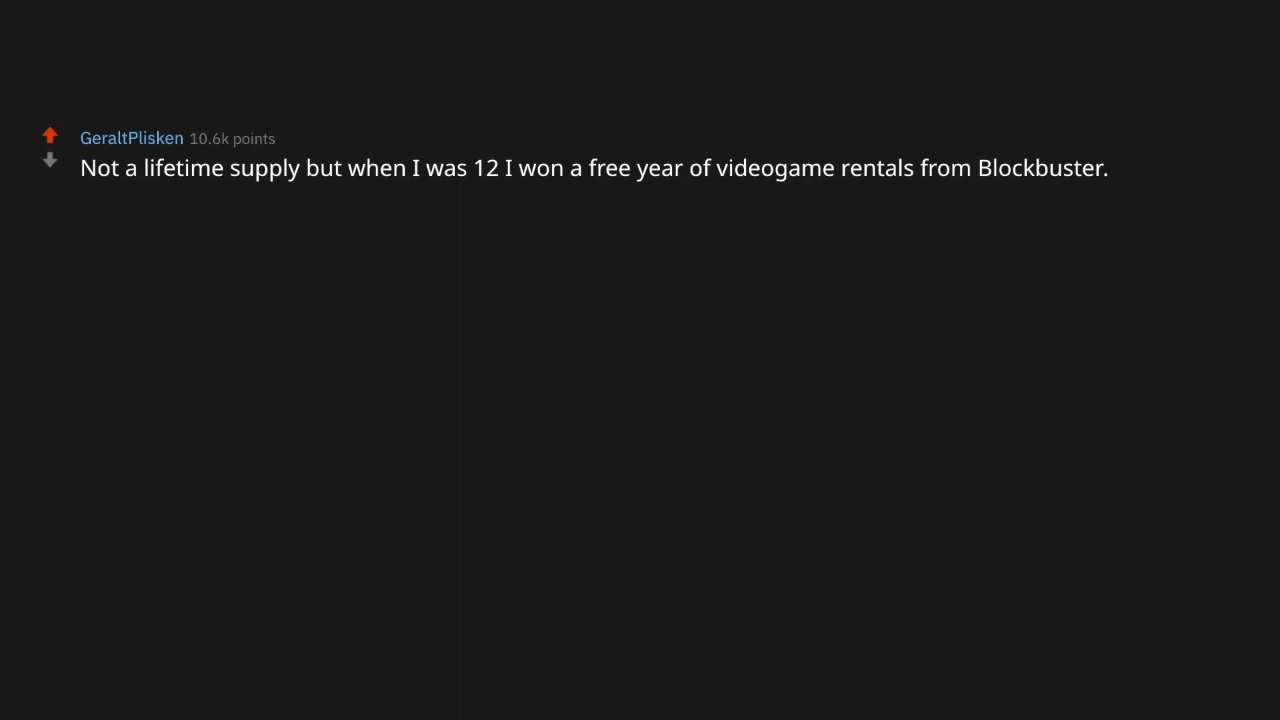 GeraltPlisken 10.6k points
Not a lifetime supply but when I was 12 I won a free year of videogame rentals from Blockbuster.